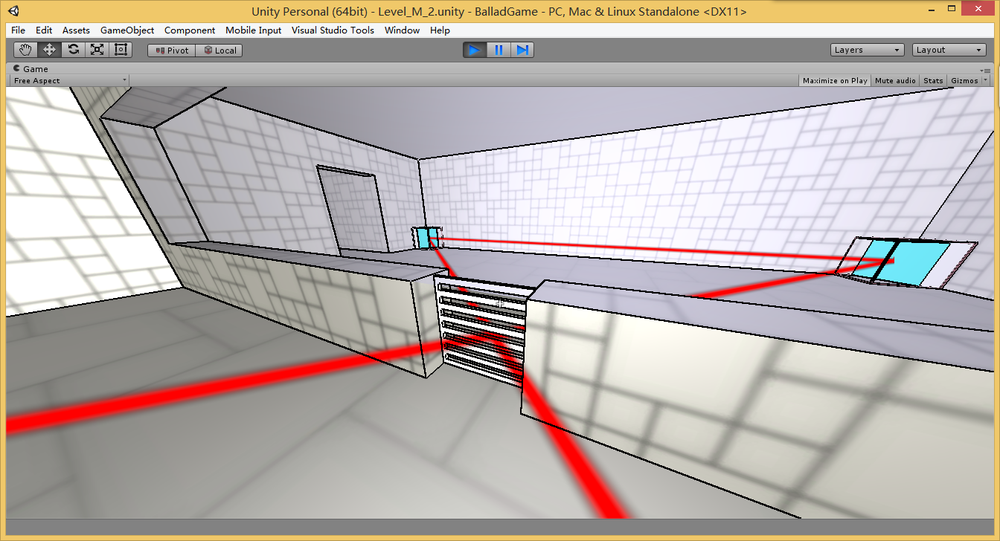 Unity Personal (64bit) - Level_M_2.unity - BalladGame - PC, Mac & Linux Standalone <DX11>
File Edit Assets GameObject Component Mobile Input Visual Studio Tools Window Help
Pivot Local Layers Layout
Game
Free Aspect Maximize on Play Mute audio Stats Gizmos